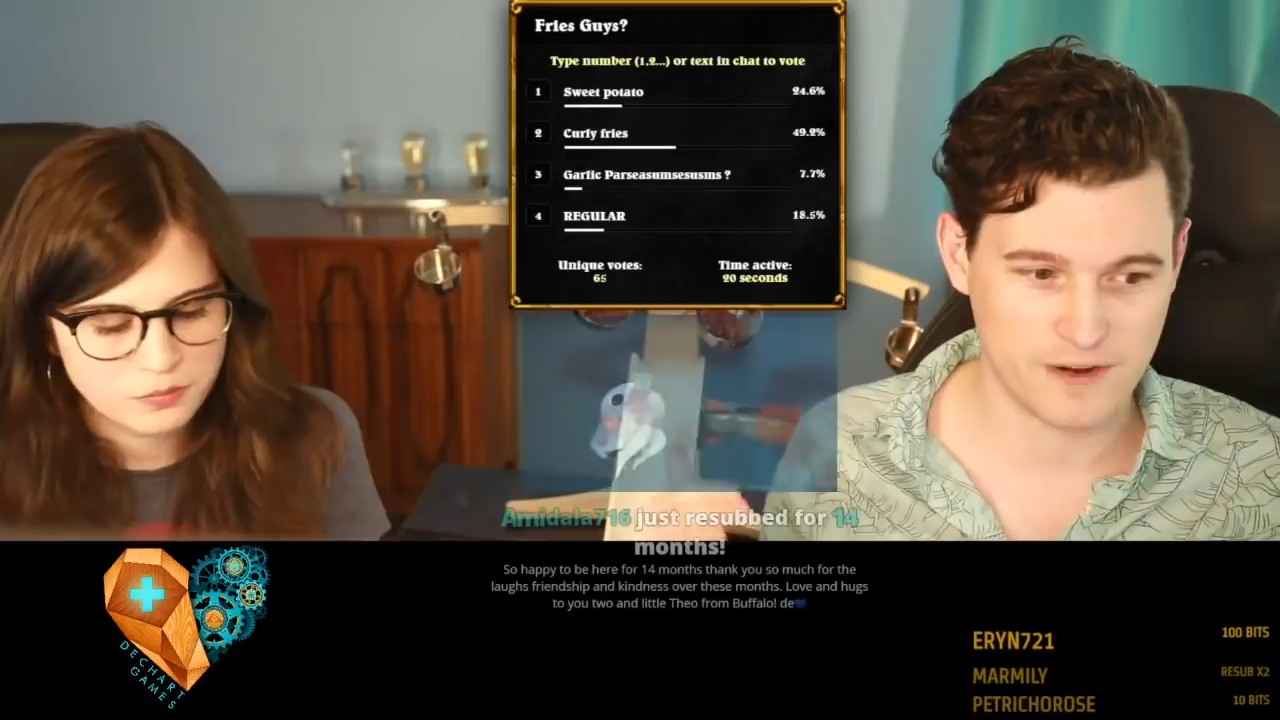 Fries Guys?
Type number (1,2...) or text in chat to vote
1 Sweet potato 24.6%
2 Curly fries 49.2%
3 Garlic Parseasumsesusms ? 7.7%
4 REGULAR 18.5%
Unique votes: Time active:
65 20 seconds
Amidala716 just resubbed for 14
months!
So happy to be here for 14 months thank you so much for the
laughs friendship and kindness over these months. Love and hugs
to you two and little Theo from Buffalo! de
DECHART
GAMES
ERYN721 100 BITS
MARMILY RESUB X2
PETRICHOROSE 10 BITS